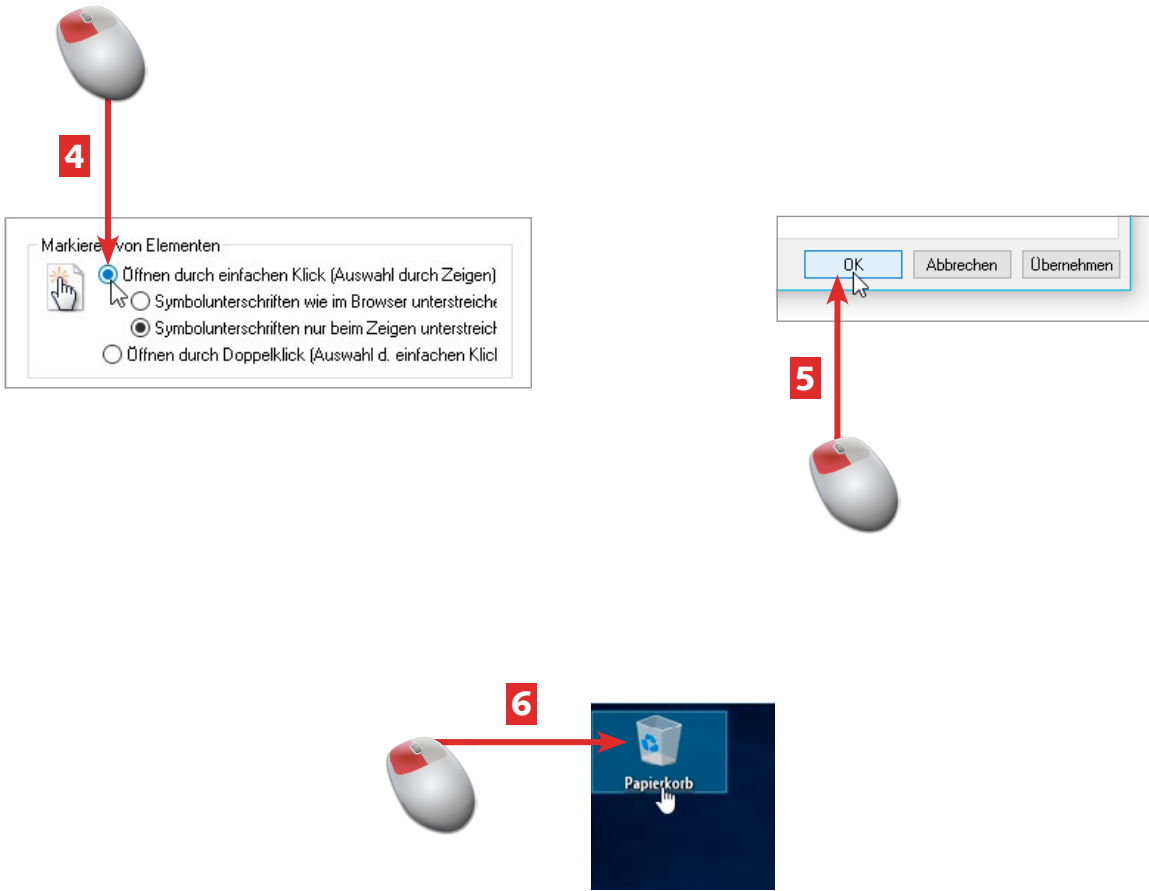 4
Markieren von Elementen
Öffnen durch einfachen Klick (Auswahl durch Zeigen)
Symbolunterschriften wie im Browser unterstreiche
Symbolunterschriften nur beim Zeigen unterstreich
Öffnen durch Doppelklick (Auswahl d. einfachen Klicl
OK
Abbrechen
Übernehmen
5
6
Papierkorb